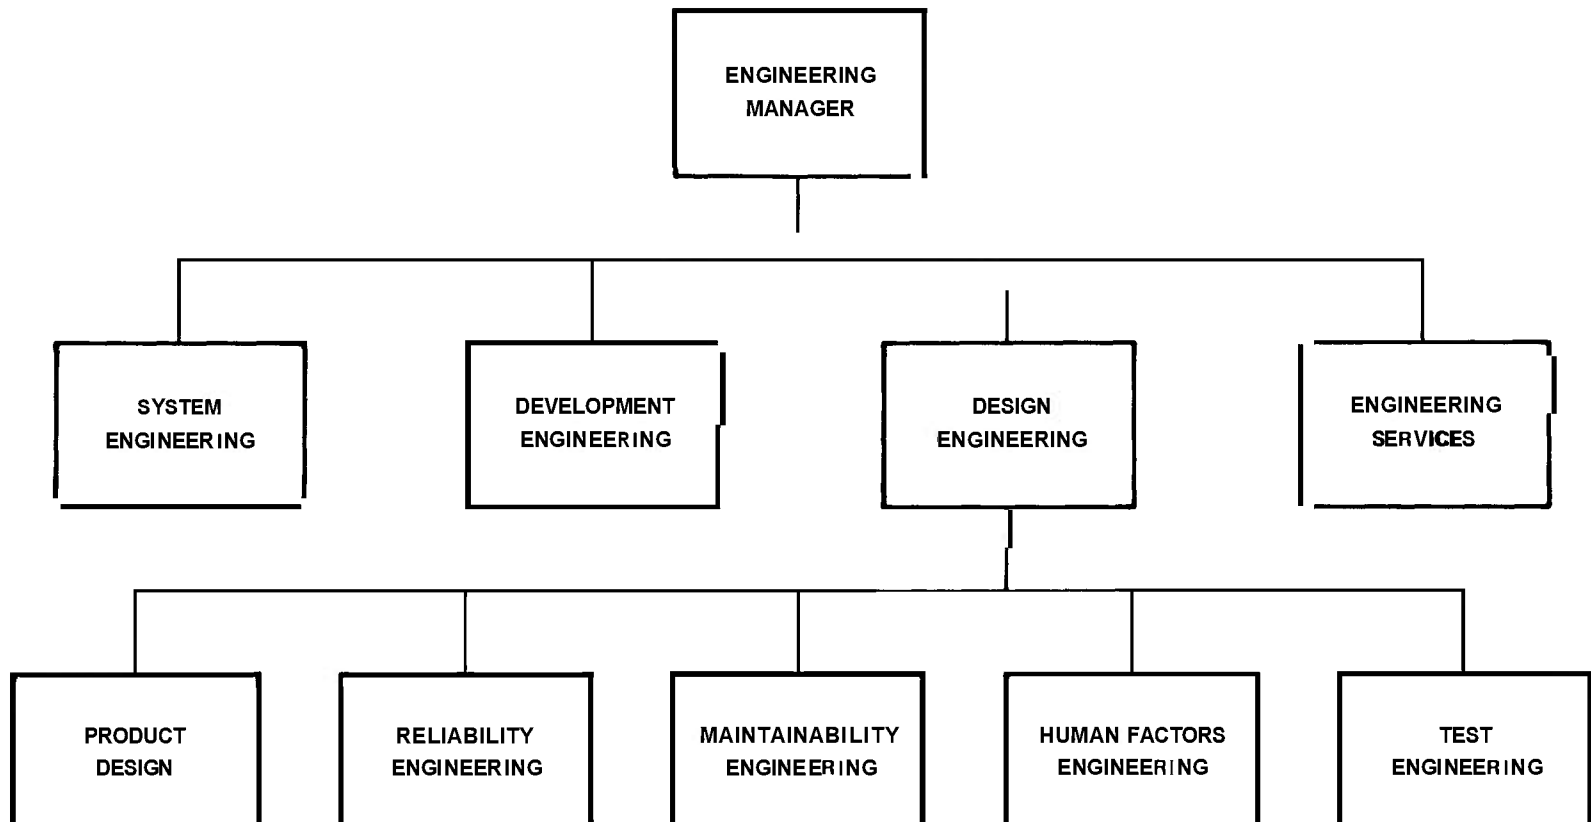 ENGINEERING
MANAGER
SYSTEM
ENGINEERING
DEVELOPMENT
ENGINEERING
DESIGN
ENGINEERING
ENGINEERING
SERVICES
PRODUCT
DESIGN
RELIABILITY
ENGINEERING
MAINTAINABILITY
ENGINEERING
HUMAN FACTORS
ENGINEERING
TEST
ENGINEERING